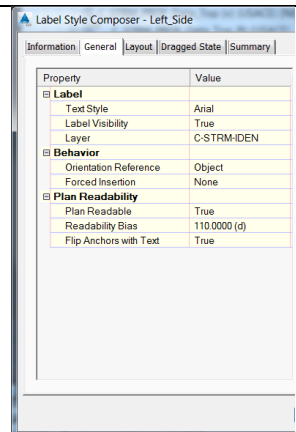 Label Style Composer - Left_Side
Information General Layout Dragged State Summary
Property Value
Label
Text Style Arial
Label Visibility True
Layer C-STRM-IDEN
Behavior
Orientation Reference Object
Forced Insertion None
Plan Readability
Plan Readable True
Readability Bias 110.0000 (d)
Flip Anchors with Text True